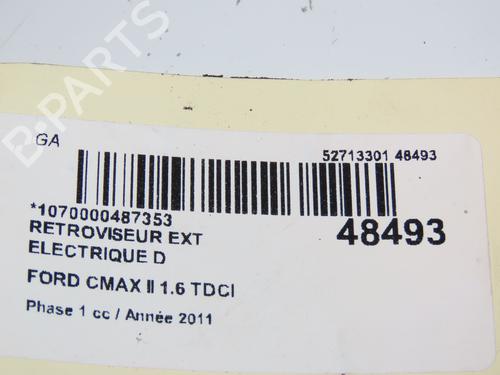 GA
52713301 48493
*1070000487353
48493
RETROVISEUR EXT
ELECTRIQUE D
FORD CMAX II 1.6 TDCI
Phase 1 cc / Année 2011
B-PARTS